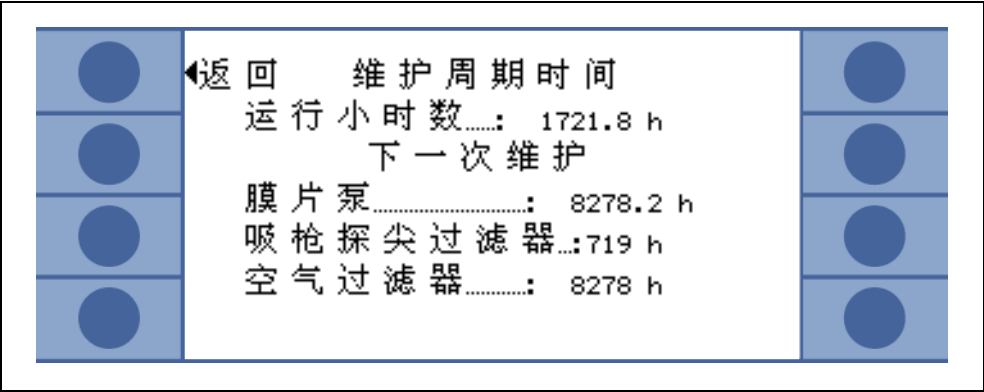 ◀返回 维护周期时间
运行小时数……: 1721.8 h
下一次维护
膜片泵………………: 8278.2 h
吸枪探尖过滤器…:719 h
空气过滤器………: 8278 h